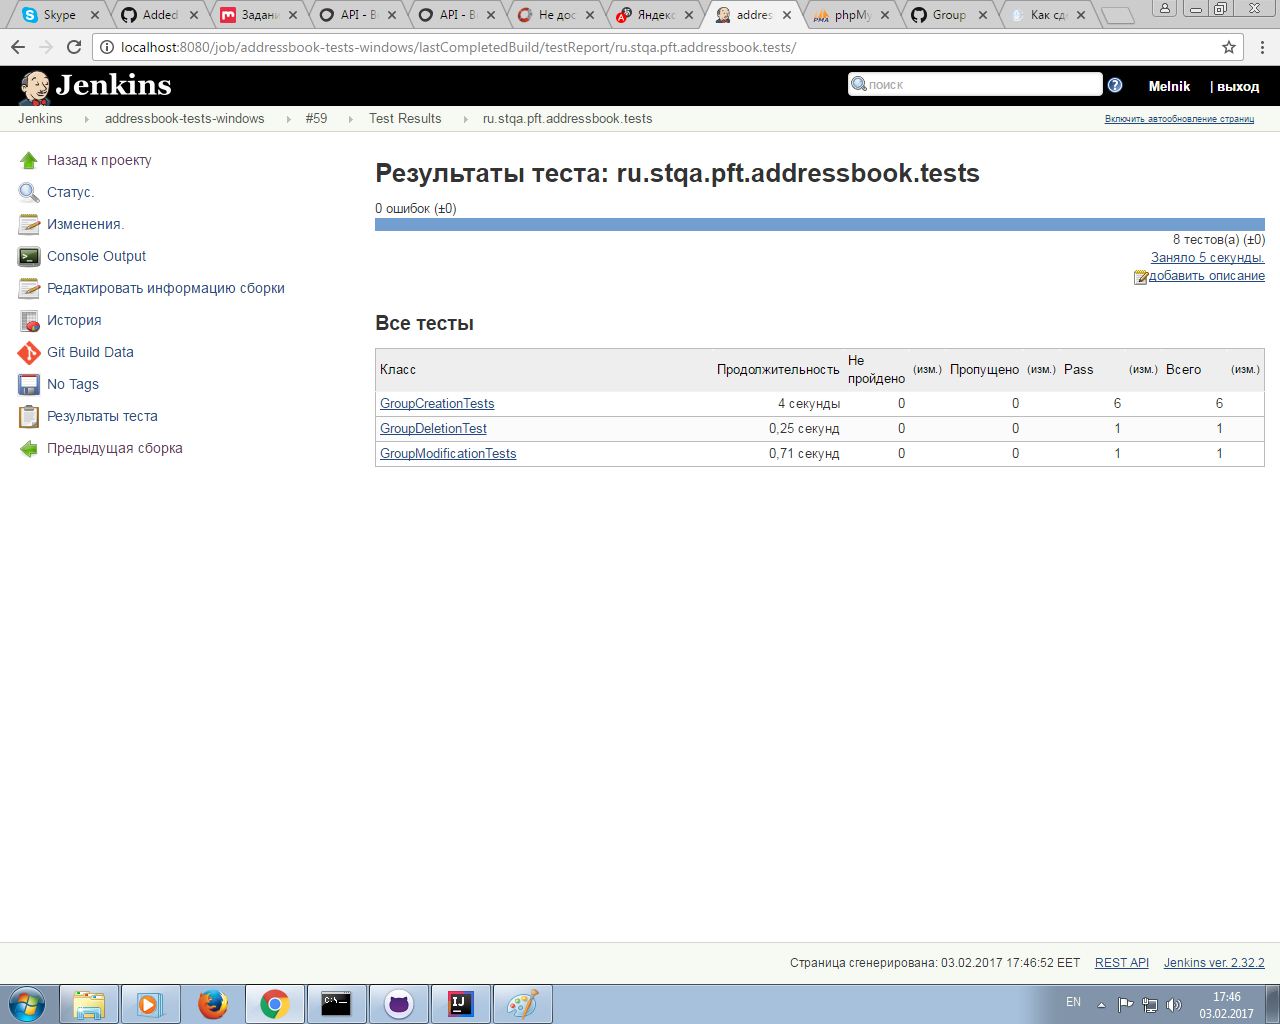 Skype
Added
Задани
API - В
API - В
Не дос
Яндекс
addres
phpMy
Group
Как сд
localhost:8080/job/addressbook-tests-windows/lastCompletedBuild/testReport/ru.stqa.pft.addressbook.tests/
Jenkins
поиск
Melnik
| выход
Jenkins
addressbook-tests-windows
#59
Test Results
ru.stqa.pft.addressbook.tests
Включить автообновление страниц
Назад к проекту
Статус.
Изменения.
Console Output
Редактировать информацию сборки
История
Git Build Data
No Tags
Результаты теста
Предыдущая сборка
Результаты теста: ru.stqa.pft.addressbook.tests
0 ошибок (±0)
8 тестов(а) (±0)
Заняло 5 секунды.
добавить описание
Все тесты
Класс Продолжительность Не пройдено (изм.) Пропущено (изм.) Pass (изм.) Всего (изм.)
GroupCreationTests 4 секунды 0 0 6 6
GroupDeletionTest 0,25 секунд 0 0 1 1
GroupModificationTests 0,71 секунд 0 0 1 1
Страница сгенерирована: 03.02.2017 17:46:52 EET
REST API
Jenkins ver. 2.32.2
EN
17:46
03.02.2017